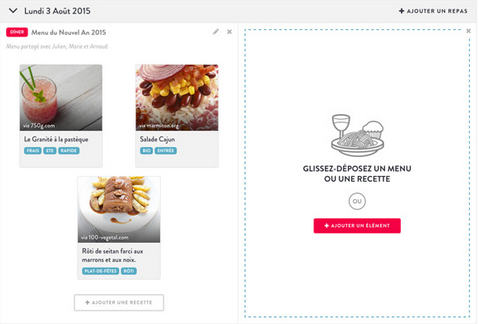 Lundi 3 Août 2015
+ AJOUTER UN REPAS
DÎNER Menu du Nouvel An 2015
Menu partagé avec Julien, Marie et Arnaud.
via 750g.com
Le Granité à la pastèque
FRAIS ETE RAPIDE
via marmiton.org
Salade Cajun
BIO ENTRÉE
via 100-vegetal.com
Rôti de seitan farci aux
marrons et aux noix.
PLAT-DE-FÊTES RÔTI
+ AJOUTER UNE RECETTE
GLISSEZ-DÉPOSEZ UN MENU
OU UNE RECETTE
OU
+ AJOUTER UN ÉLÉMENT